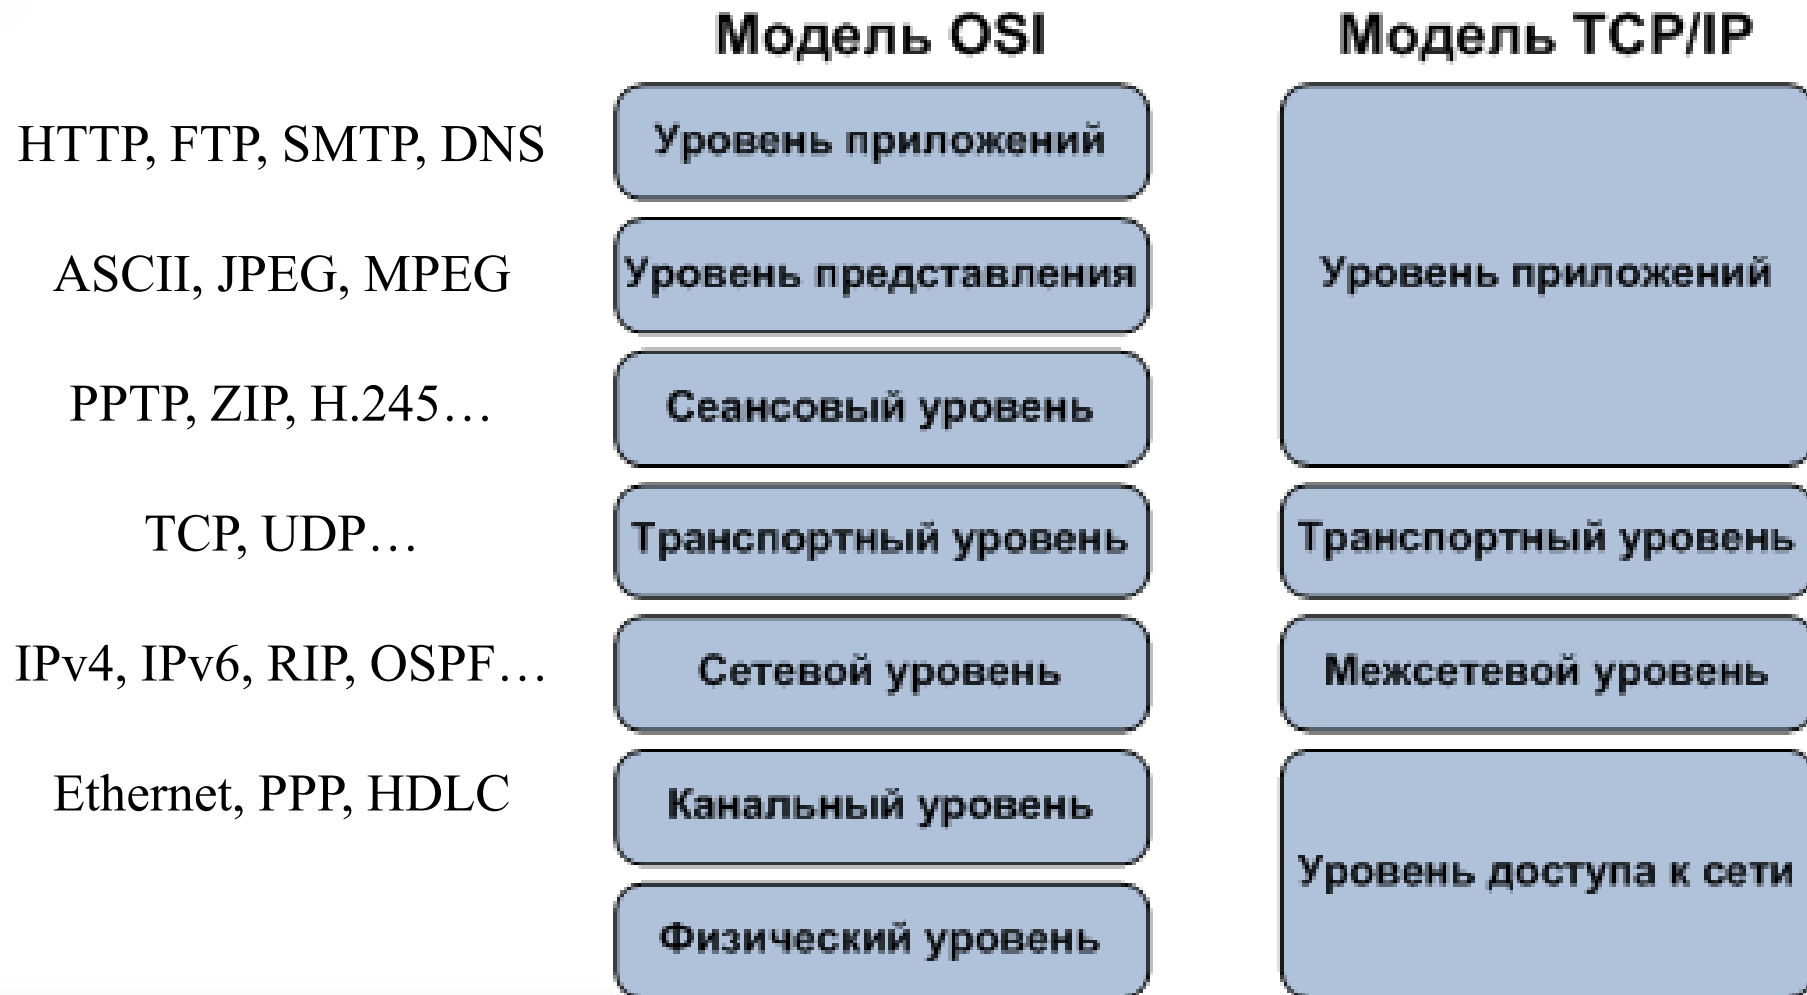 Модель OSI
Модель TCP/IP
HTTP, FTP, SMTP, DNS
Уровень приложений
ASCII, JPEG, MPEG
Уровень представления
Уровень приложений
PPTP, ZIP, H.245…
Сеансовый уровень
TCP, UDP…
Транспортный уровень
Транспортный уровень
IPv4, IPv6, RIP, OSPF…
Сетевой уровень
Межсетевой уровень
Ethernet, PPP, HDLC
Канальный уровень
Уровень доступа к сети
Физический уровень